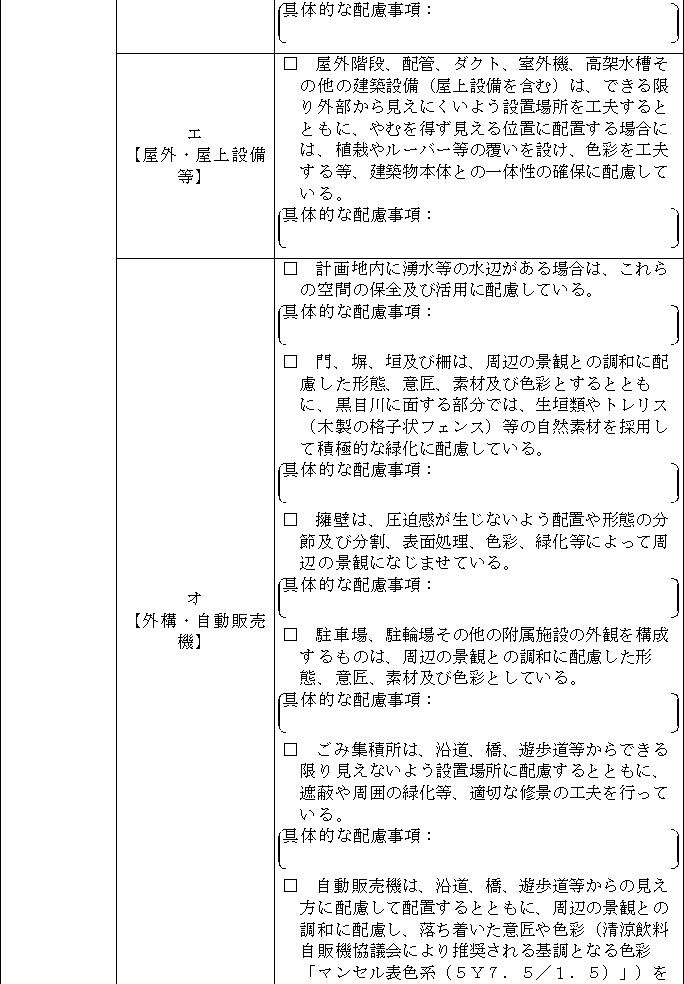 具体的な配慮事項：
エ
【屋外・屋上設備
等】
□　屋外階段、配管、ダクト、室外機、高架水槽そ
の他の建築設備（屋上設備を含む）は、できる限
り外部から見えにくいよう設置場所を工夫すると
ともに、やむを得ず見える位置に配置する場合に
は、植栽やルーバー等の覆いを設け、色彩を工夫
する等、建築物本体との一体性の確保に配慮して
いる。
具体的な配慮事項：
オ
【外構・自動販売
機】
□　計画地内に湧水等の水辺がある場合は、これら
の空間の保全及び活用に配慮している。
具体的な配慮事項：
□　門、塀、垣及び柵は、周辺の景観との調和に配
慮した形態、意匠、素材及び色彩とするととも
に、黒目川に面する部分では、生垣類やトレリス
（木製の格子状フェンス）等の自然素材を採用し
て積極的な緑化に配慮している。
具体的な配慮事項：
□　擁壁は、圧迫感が生じないよう配置や形態の分
節及び分割、表面処理、色彩、緑化等によって周
辺の景観になじませている。
具体的な配慮事項：
□　駐車場、駐輪場その他の附属施設の外観を構成
するものは、周辺の景観との調和に配慮した形
態、意匠、素材及び色彩としている。
具体的な配慮事項：
□　ごみ集積所は、沿道、橋、遊歩道等からできる
限り見えないよう設置場所に配慮するとともに、
遮蔽や周囲の緑化等、適切な修景の工夫を行って
いる。
具体的な配慮事項：
□　自動販売機は、沿道、橋、遊歩道等からの見え
方に配慮して配置するとともに、周辺の景観との
調和に配慮し、落ち着いた意匠や色彩（清涼飲料
自販機協議会により推奨される基調となる色彩
「マンセル表色系（５Ｙ７．５／１．５）」）を